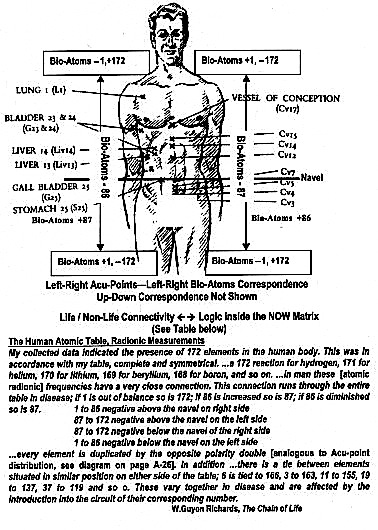 Bio-Atoms –1,+172
Bio-Atoms +1, –172
LUNG 1 (L1)
VESSEL OF CONCEPTION
(CV17)
BLADDER 23 & 24
(G23 & 24)
Bio-Atoms - 86
Bio-Atoms - 87
CV15
CV14
CV12
LIVER 14 (Liv14)
LIVER 13 (Liv13)
CV7
Navel
CV5
CV4
CV3
GALL BLADDER 25
(G25)
STOMACH 25 (S25)
Bio-Atoms +87
Bio-Atoms +86
Bio-Atoms +1, –172
Bio-Atoms –1, +172
Left-Right Acu-Points—Left-Right Bio-Atoms Correspondence
Up-Down Correspondence Not Shown
Life / Non-Life Connectivity ←→ Logic Inside the NOW Matrix
(See Table below)
The Human Atomic Table, Radionic Measurements
My collected data indicated the presence of 172 elements in the human body. This was in
accordance with my table, complete and symmetrical. ...a 172 reaction for hydrogen, 171 for
helium, 170 for lithium, 169 for beryllium, 168 for boron, and so on. ...in man these [atomic
radionic] frequencies have a very close connection. This connection runs through the entire
table in disease; if 1 is out of balance so is 172; if 86 is increased so is 87; if 86 is diminished
so is 87.
1 to 86 negative above the navel on right side
87 to 172 negative above the navel on the left side
87 to 172 negative below the navel of the right side
1 to 86 negative below the navel on the left side
...every element is duplicated by the opposite polarity double [analogous to Acu-point
distribution, see diagram on page A-26]. In addition ...there is a tie between elements
situated in similar position on either side of the table; 6 is tied to 166, 3 to 163, 11 to 155, 19
to 137, 37 to 119 and so o. These vary together in disease and are affected by the
introduction into the circuit of their corresponding number.
W.Guyon Richards, The Chain of Life